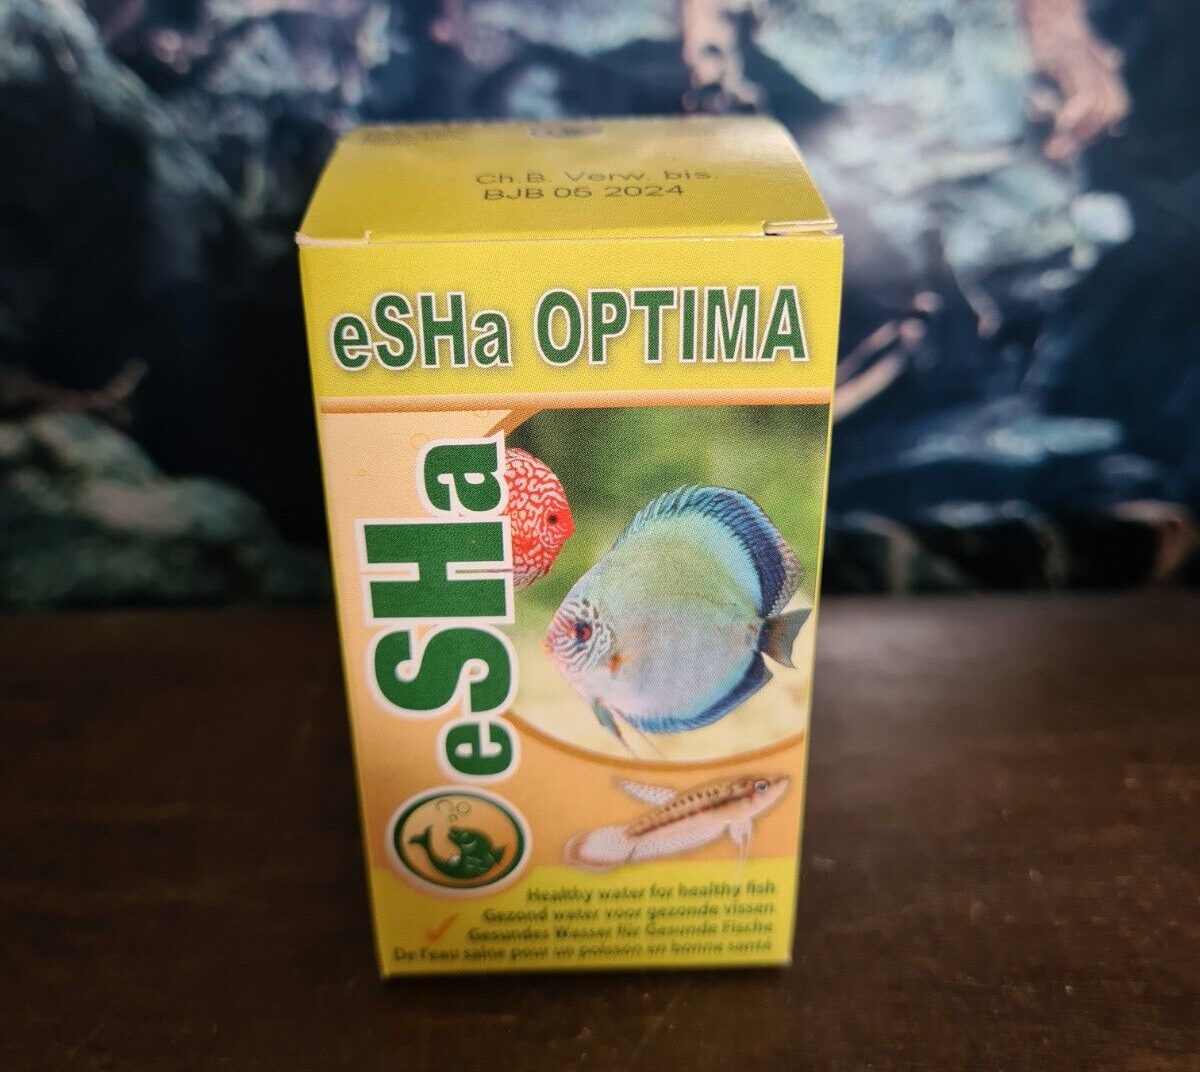 Ch.B. Verw. bis.
BJB 05 2024
eSHa OPTIMA
eSHa
Healthy water for healthy fish
Gezond water voor gezonde vissen
Gesundes Wasser für Gesunde Fische
De l'eau saine pour un poisson en bonne santé